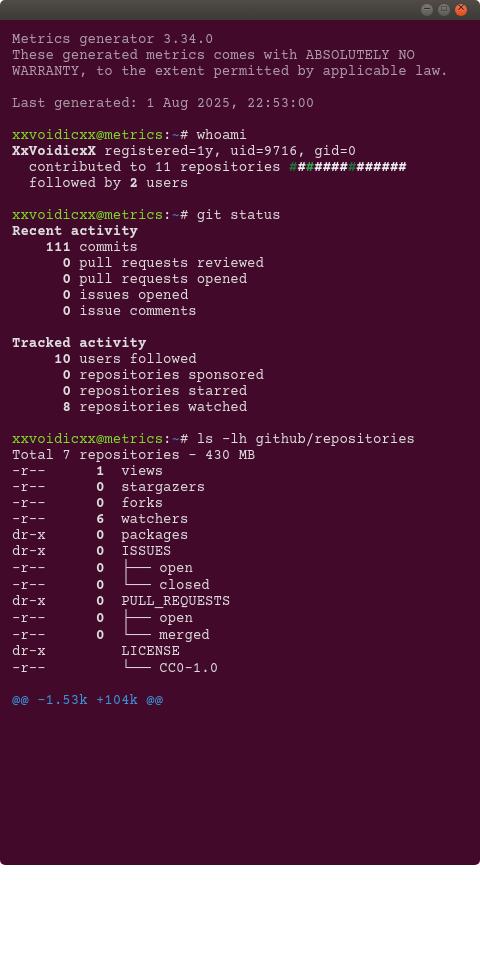 Metrics generator 3.34.0
These generated metrics comes with ABSOLUTELY NO
WARRANTY, to the extent permitted by applicable law.
Last generated: 1 Aug 2025, 22:53:00
xxvoidicxx@metrics:~# whoami
XxVoidicxX registered=1y, uid=9716, gid=0
contributed to 11 repositories ##############
followed by 2 users
xxvoidicxx@metrics:~# git status
Recent activity
111 commits
0 pull requests reviewed
0 pull requests opened
0 issues opened
0 issue comments
Tracked activity
10 users followed
0 repositories sponsored
0 repositories starred
8 repositories watched
xxvoidicxx@metrics:~# ls -lh github/repositories
Total 7 repositories - 430 MB
-r-- 1 views
-r-- 0 stargazers
-r-- 0 forks
-r-- 6 watchers
dr-x 0 packages
dr-x 0 ISSUES
-r-- 0 ├── open
-r-- 0 └── closed
dr-x 0 PULL_REQUESTS
-r-- 0 ├── open
-r-- 0 └── merged
dr-x LICENSE
-r-- └── CC0-1.0
@@ -1.53k +104k @@